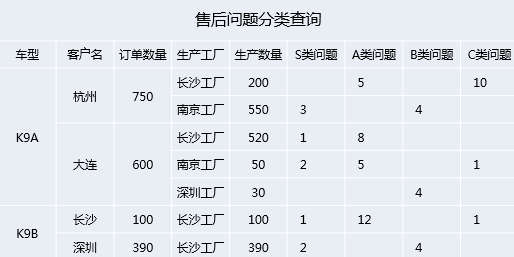 售后问题分类查询
车型 客户名 订单数量 生产工厂 生产数量 S类问题 A类问题 B类问题 C类问题
K9A 杭州 750 长沙工厂 200 5 10
南京工厂 550 3 4
大连 600 长沙工厂 520 1 8
南京工厂 50 2 5 1
深圳工厂 30 4
K9B 长沙 100 长沙工厂 100 1 12 1
深圳 390 长沙工厂 390 2 4